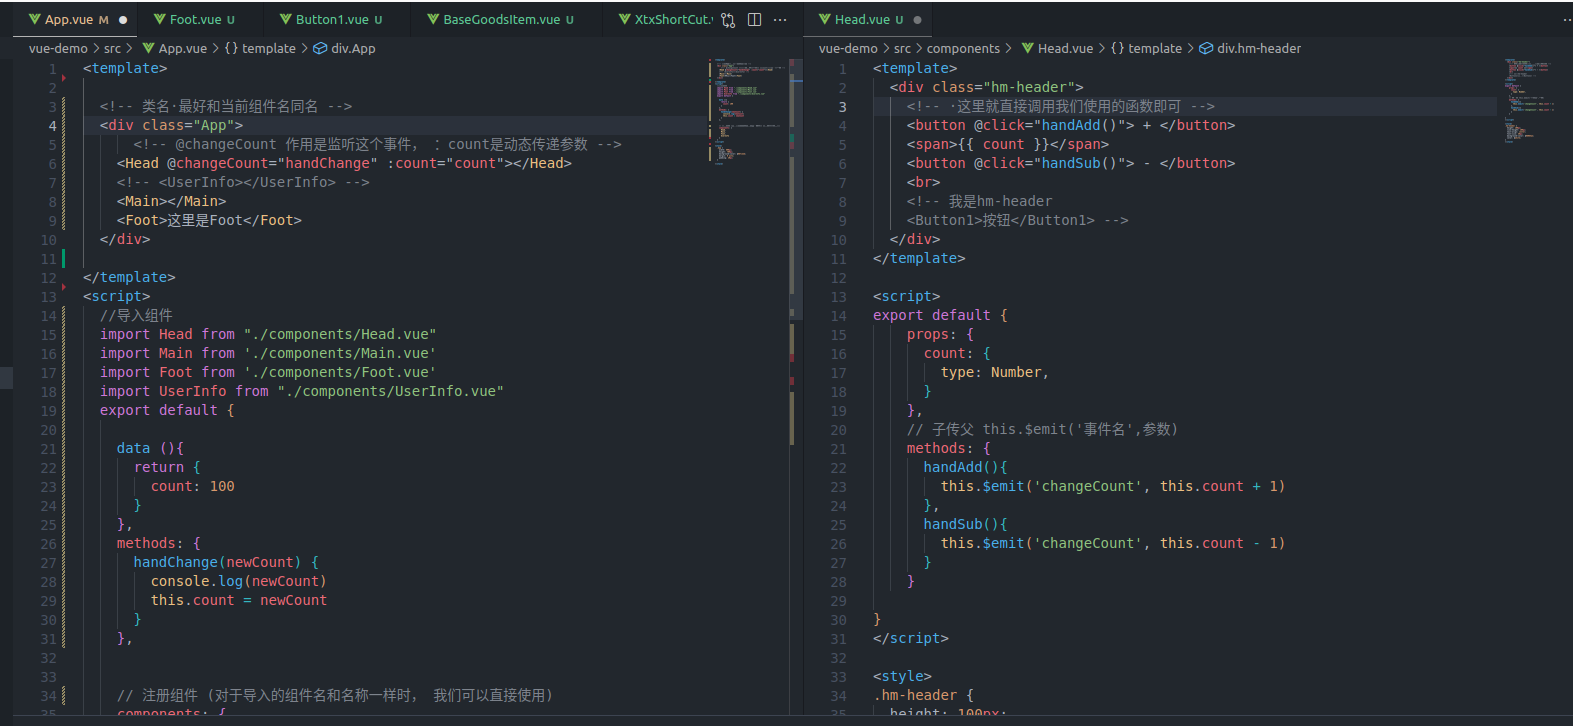 App.vue M
Foot.vue U
Button1.vue U
BaseGoodsItem.vue U
XtxShortCut.
vue-demo > src > App.vue > {} template > div.App
1 <template>
2
3 <!-- 类名·最好和当前组件名同名 -->
4 <div class="App">
5 <!-- @changeCount 作用是监听这个事件, : count是动态传递参数 -->
6 <Head @changeCount="handChange" :count="count"></Head>
7 <!-- <UserInfo></UserInfo> -->
8 <Main></Main>
9 <Foot>这里是Foot</Foot>
10 </div>
11
12 </template>
13 <script>
14 //导入组件
15 import Head from "./components/Head.vue"
16 import Main from './components/Main.vue'
17 import Foot from './components/Foot.vue'
18 import UserInfo from "./components/UserInfo.vue"
19 export default {
20
21 data (){
22 return {
23 count: 100
24 }
25 },
26 methods: {
27 handChange(newCount) {
28 console.log(newCount)
29 this.count = newCount
30 }
31 },
32
33
34 // 注册组件 (对于导入的组件名和名称一样时, 我们可以直接使用)
35 components: {
Head.vue U
vue-demo > src > components > Head.vue > {} template > div.hm-header
1 <template>
2 <div class="hm-header">
3 <!-- ·这里就直接调用我们使用的函数即可 -->
4 <button @click="handAdd()"> + </button>
5 <span>{{ count }}</span>
6 <button @click="handSub()"> - </button>
7 <br>
8 <!-- 我是hm-header
9 <Button1>按钮</Button1> -->
10 </div>
11 </template>
12
13 <script>
14 export default {
15 props: {
16 count: {
17 type: Number,
18 }
19 },
20 // 子传父 this.$emit('事件名',参数)
21 methods: {
22 handAdd(){
23 this.$emit('changeCount', this.count + 1)
24 },
25 handSub(){
26 this.$emit('changeCount', this.count - 1)
27 }
28 }
29
30 }
31 </script>
32
33 <style>
34 .hm-header {
35 height: 100px;